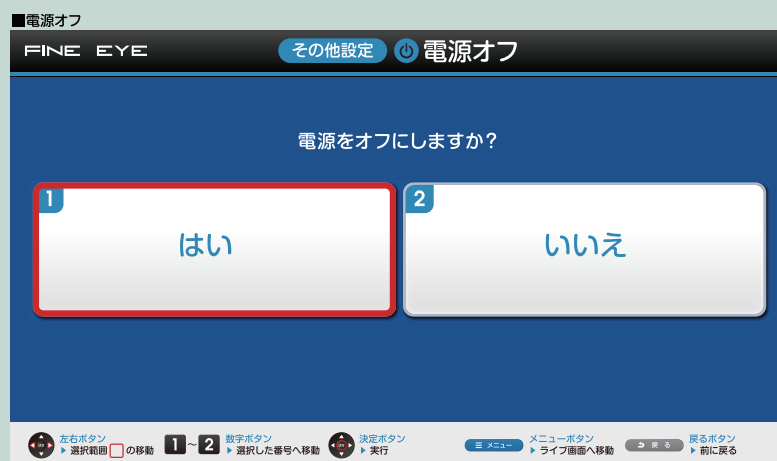 ■電源オフ
FINE EYE
その他設定 電源オフ
電源をオフにしますか？
1
はい
2
いいえ
左右ボタン
▶ 選択範囲 の移動
1 ~ 2
数字ボタン
▶ 選択した番号へ移動
決定ボタン
▶ 実行
メニュー
メニューボタン
▶ ライブ画面へ移動
戻る
戻るボタン
▶ 前に戻る